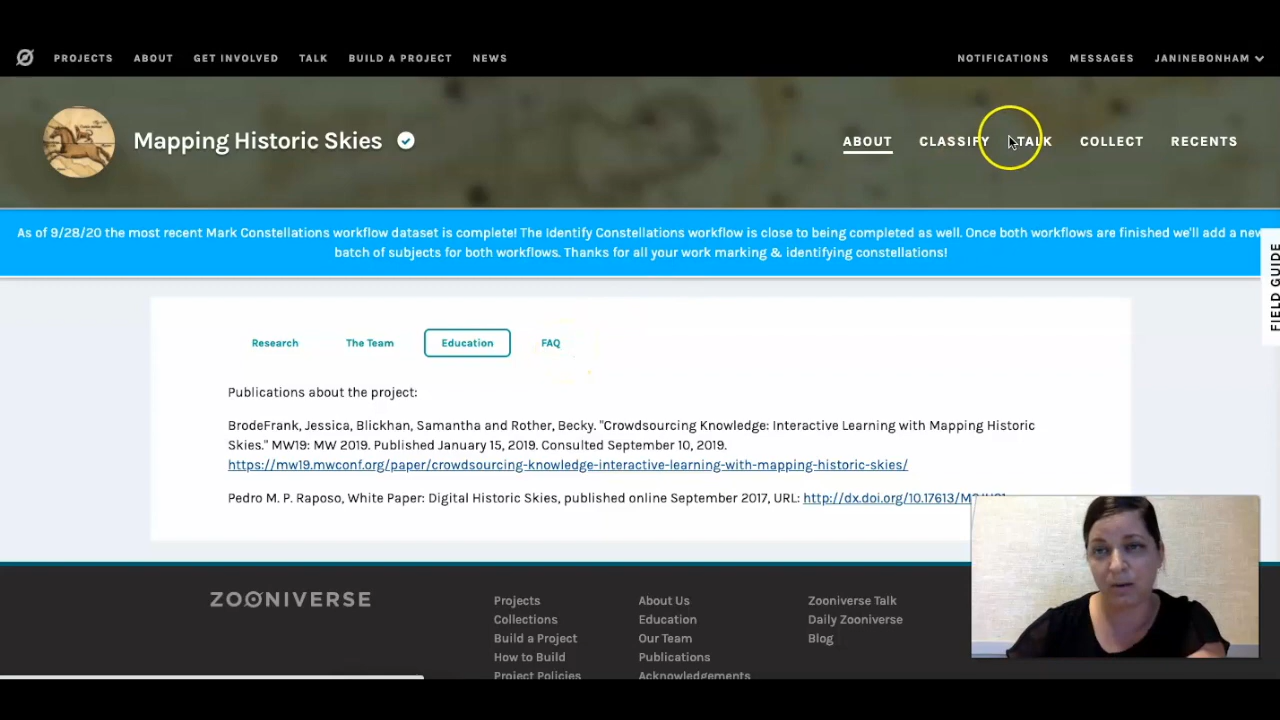 PROJECTS ABOUT GET INVOLVED TALK BUILD A PROJECT NEWS NOTIFICATIONS MESSAGES JANINEBONHAM
Mapping Historic Skies ABOUT CLASSIFY TALK COLLECT RECENTS
As of 9/28/20 the most recent Mark Constellations workflow dataset is complete! The Identify Constellations workflow is close to being completed as well. Once both workflows are finished we'll add a new
batch of subjects for both workflows. Thanks for all your work marking & identifying constellations!
FIELD GUIDE
Research The Team Education FAQ
Publications about the project:
BrodeFrank, Jessica, Blickhan, Samantha and Rother, Becky. "Crowdsourcing Knowledge: Interactive Learning with Mapping Historic
Skies." MW19: MW 2019. Published January 15, 2019. Consulted September 10, 2019.
https://mw19.mwconf.org/paper/crowdsourcing-knowledge-interactive-learning-with-mapping-historic-skies/
Pedro M. P. Raposo, White Paper: Digital Historic Skies, published online September 2017, URL:
ZOONIVERSE
Projects About Us Zooniverse Talk
Collections Education Daily Zooniverse
Build a Project Our Team Blog
How to Build Publications
Project Policies Acknowledgements